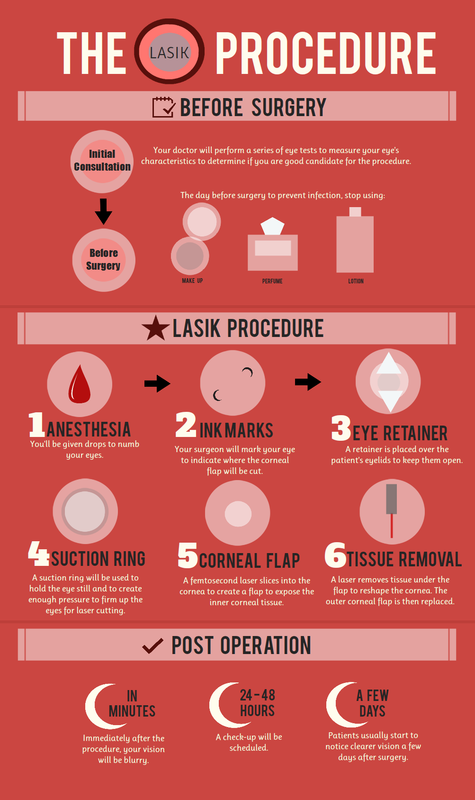 THE LASIK PROCEDURE
BEFORE SURGERY
Initial
Consultation
Your doctor will perform a series of eye tests to measure your eye's
characteristics to determine if you are good candidate for the procedure.
The day before surgery to prevent infection, stop using:
Before
Surgery
MAKE UP
PERFUME
LOTION
LASIK PROCEDURE
1 ANESTHESIA
You'll be given drops to numb
your eyes.
2 INK MARKS
Your surgeon will mark your eye
to indicate where the corneal
flap will be cut.
3 EYE RETAINER
A retainer is placed over the
patient's eyelids to keep them open.
4 SUCTION RING
A suction ring will be used to
hold the eye still and to create
enough pressure to firm up the
eyes for laser cutting.
5 CORNEAL FLAP
A femtosecond laser slices into the
cornea to create a flap to expose the
inner corneal tissue.
6 TISSUE REMOVAL
A laser removes tissue under the
flap to reshape the cornea. The
outer corneal flap is then replaced.
POST OPERATION
IN
MINUTES
Immediately after the
procedure, your vision
will be blurry.
24-48
HOURS
A check-up will be
scheduled.
A FEW
DAYS
Patients usually start to
notice clearer vision a few
days after surgery.